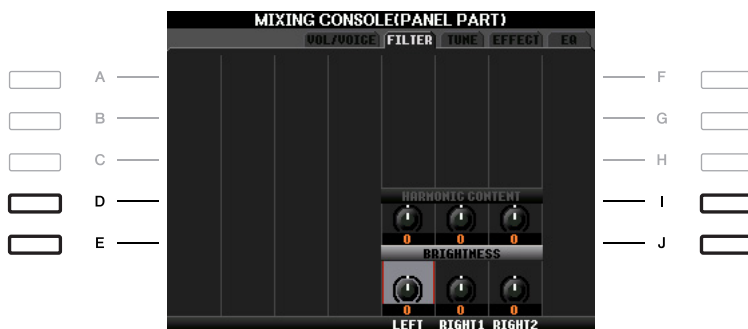 MIXING CONSOLE(PANEL PART)
VOL/VOICE FILTER TUNE EFFECT EQ
A F
B G
C H
HARMONIC CONTENT
D I
0 0 0
E J
BRIGHTNESS
0 0 0
LEFT RIGHT1 RIGHT2